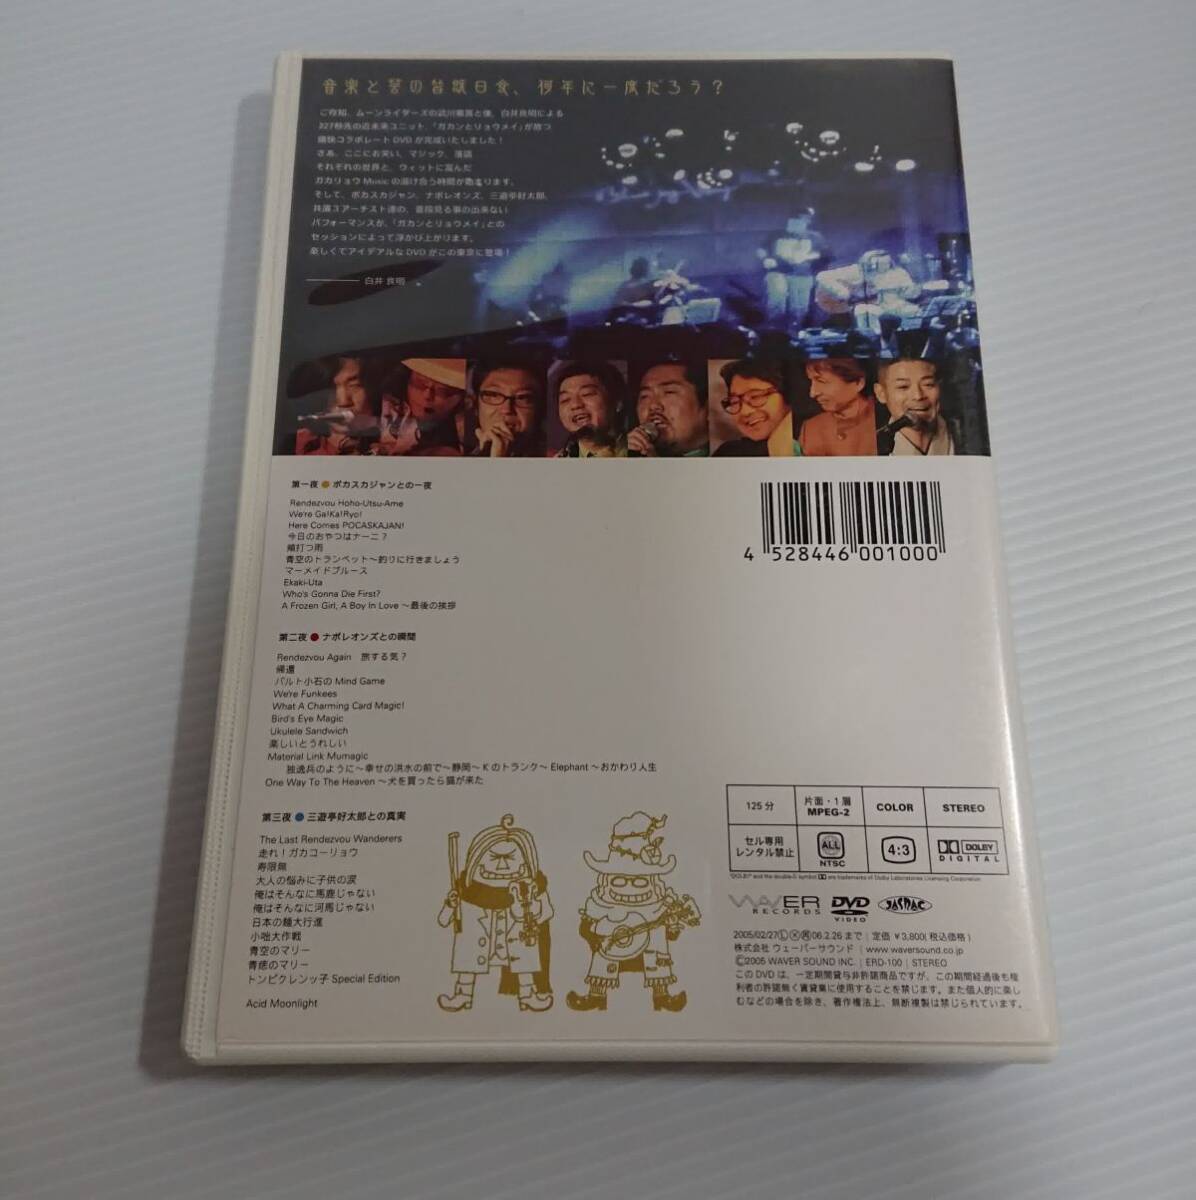 音楽と琴の皆既日食、何年に一度だろう？
ご存知、ムーンライダーズの武川雅寛と僕、白井良明による
327秒先の近未来ユニット、「ガカンとリョウメイ」が放つ
痛快コラボレートDVDが完成いたしました！
さあ、ここにお笑い、マジック、落語
それぞれの世界と、ウィットに富んだ
ガカリョウMusicの溶け合う時間が始まります。
そして、ポカスカジャン、ナポレオンズ、三遊亭好太郎、
共演3アーチスト達の、普段見る事の出来ない
パフォーマンスが、「ガカンとリョウメイ」との
セッションによって浮かび上がります。
楽しくてアイデアルなDVDがこの東京に登場！
白井 良明
第一夜●ポカスカジャンとの一夜
Rendezvou Hoho-Utsu-Ame
We're Ga!Ka!Ryo!
Here Comes POCASKAJAN!
今日のおやつはナーニ？
頬打つ雨
青空のトランペット～釣りに行きましょう
マーメイドブルース
Ekaki-Uta
Who's Gonna Die First?
A Frozen Girl, A Boy In Love ～最後の挨拶
第二夜●ナポレオンズとの瞬間
Rendezvou Again 旅する気？
帰還
パルト小石の Mind Game
We're Funkees
What A Charming Card Magic!
Bird's Eye Magic
Ukulele Sandwich
楽しいとうれしい
Material Link Mumagic
独逸兵のように～幸せの洪水の前で～静岡～Kのトランク～Elephant～おかわり人生
One Way To The Heaven ～犬を買ったら猫が来た
第三夜●三遊亭好太郎との真実
The Last Rendezvou Wanderers
走れ！ガカコーリョウ
寿限無
大人の悩みに子供の涙
俺はそんなに馬鹿じゃない
俺はそんなに河馬じゃない
日本の麺大行進
小咄大作戦
青空のマリー
青痣のマリー
トンピクレンッ子 Special Edition
Acid Moonlight
4 528446 001000
125分
片面・1層
MPEG-2
COLOR
STEREO
セル専用
レンタル禁止
ALL
NTSC
4:3
DOLBY
DIGITAL
"DOLBY" and the double-D symbol are trademarks of Dolby Laboratories Licensing Corporation.
WAVER
RECORDS
DVD
VIDEO
JASRAC
2005/02/27 Ⓛ Ⓧ ㊞ 06.2.26 まで | 定価 ￥3,800(税込価格)
株式会社 ウェーバーサウンド | www.waversound.co.jp
Ⓒ2005 WAVER SOUND INC. | ERD-100 | STEREO
このDVDは、一定期間貸与非許諾商品ですが、この期間経過後も権
利者の許諾無く賃貸業に使用することを禁じます。また個人的に楽し
むなどの場合を除き、著作権法上、無断複製は禁じられています。